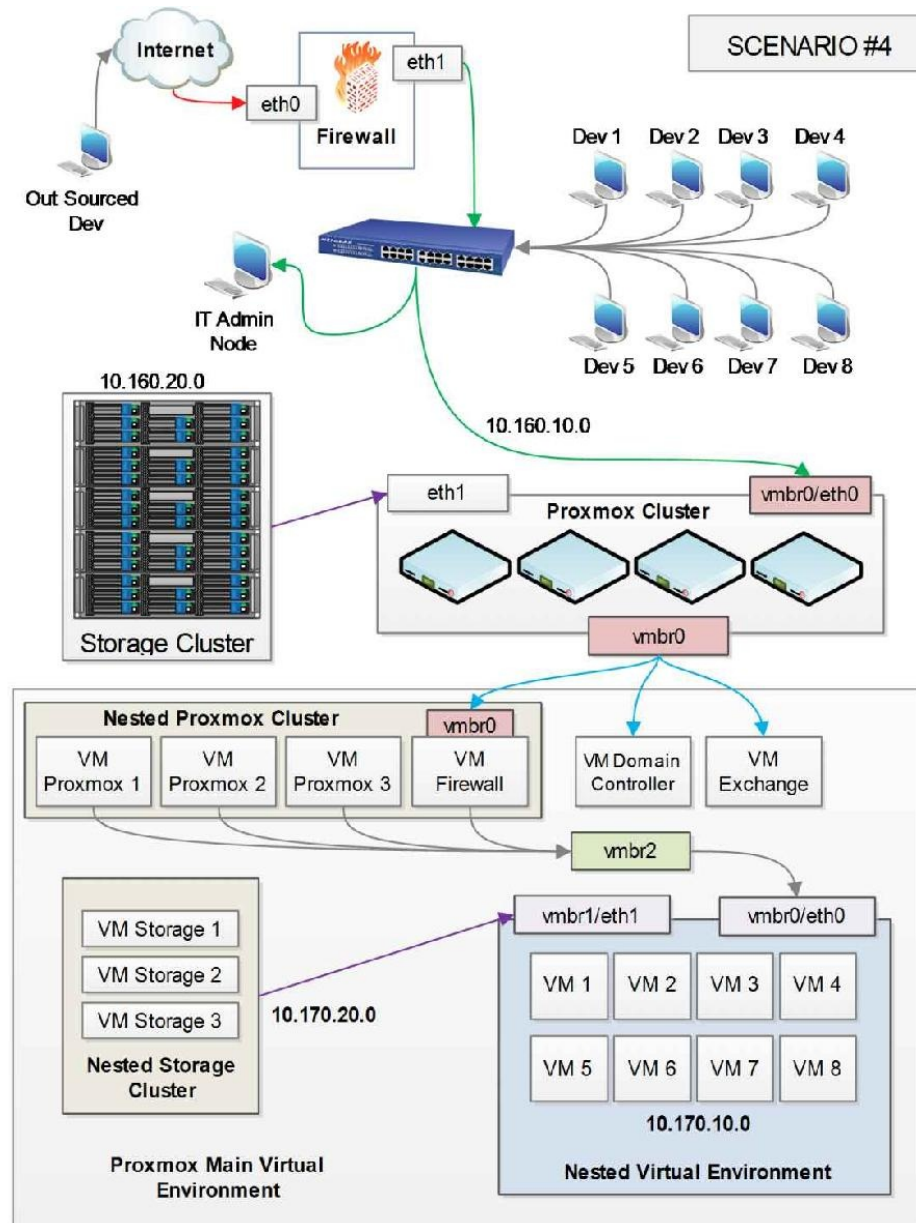 SCENARIO #4
Internet
eth0
eth1
Firewall
Out Sourced
Dev
Dev 1
Dev 2
Dev 3
Dev 4
IT Admin
Node
Dev 5
Dev 6
Dev 7
Dev 8
10.160.20.0
10.160.10.0
Storage Cluster
eth1
vmbr0/eth0
Proxmox Cluster
vmbr0
Nested Proxmox Cluster
vmbr0
VM
Proxmox 1
VM
Proxmox 2
VM
Proxmox 3
VM
Firewall
VM Domain
Controller
VM
Exchange
vmbr2
VM Storage 1
VM Storage 2
VM Storage 3
Nested Storage
Cluster
10.170.20.0
vmbr1/eth1
vmbr0/eth0
VM 1
VM 2
VM 3
VM 4
VM 5
VM 6
VM 7
VM 8
10.170.10.0
Nested Virtual Environment
Proxmox Main Virtual
Environment